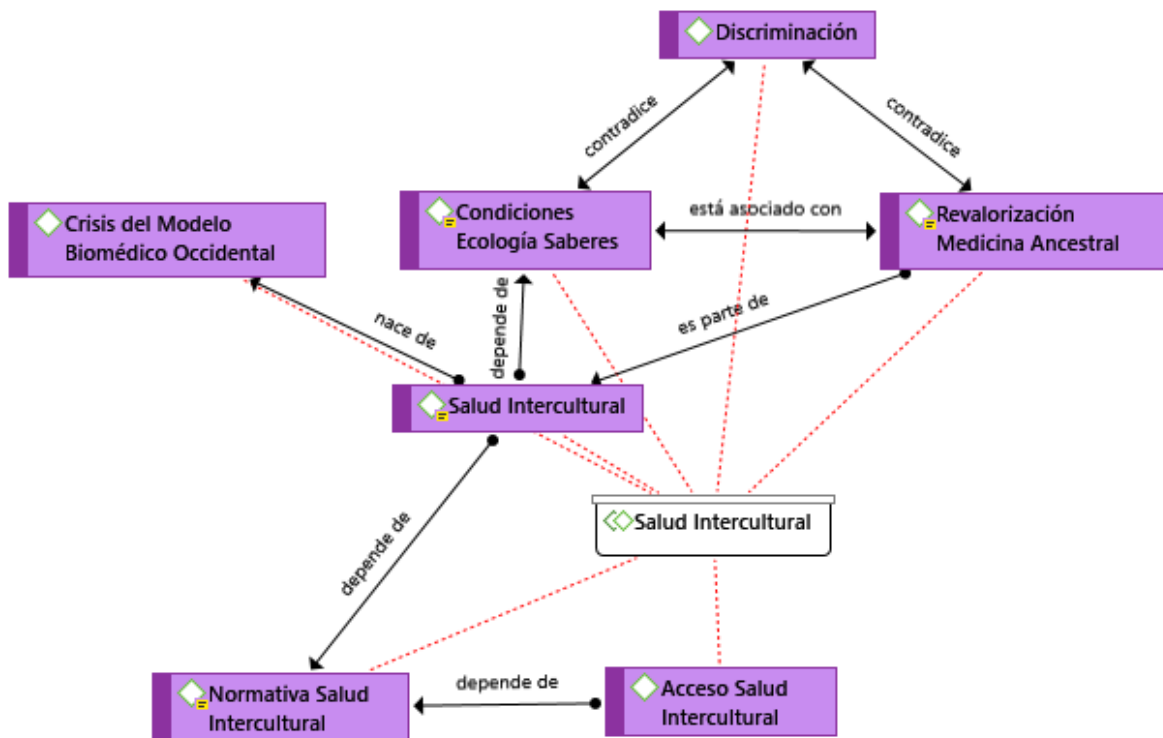 Discriminación
contradice
contradice
Crisis del Modelo
Biomédico Occidental
Condiciones
Ecología Saberes
está asociado con
Revalorización
Medicina Ancestral
nace de
depende de
es parte de
Salud Intercultural
Salud Intercultural
depende de
Normativa Salud
Intercultural
depende de
Acceso Salud
Intercultural